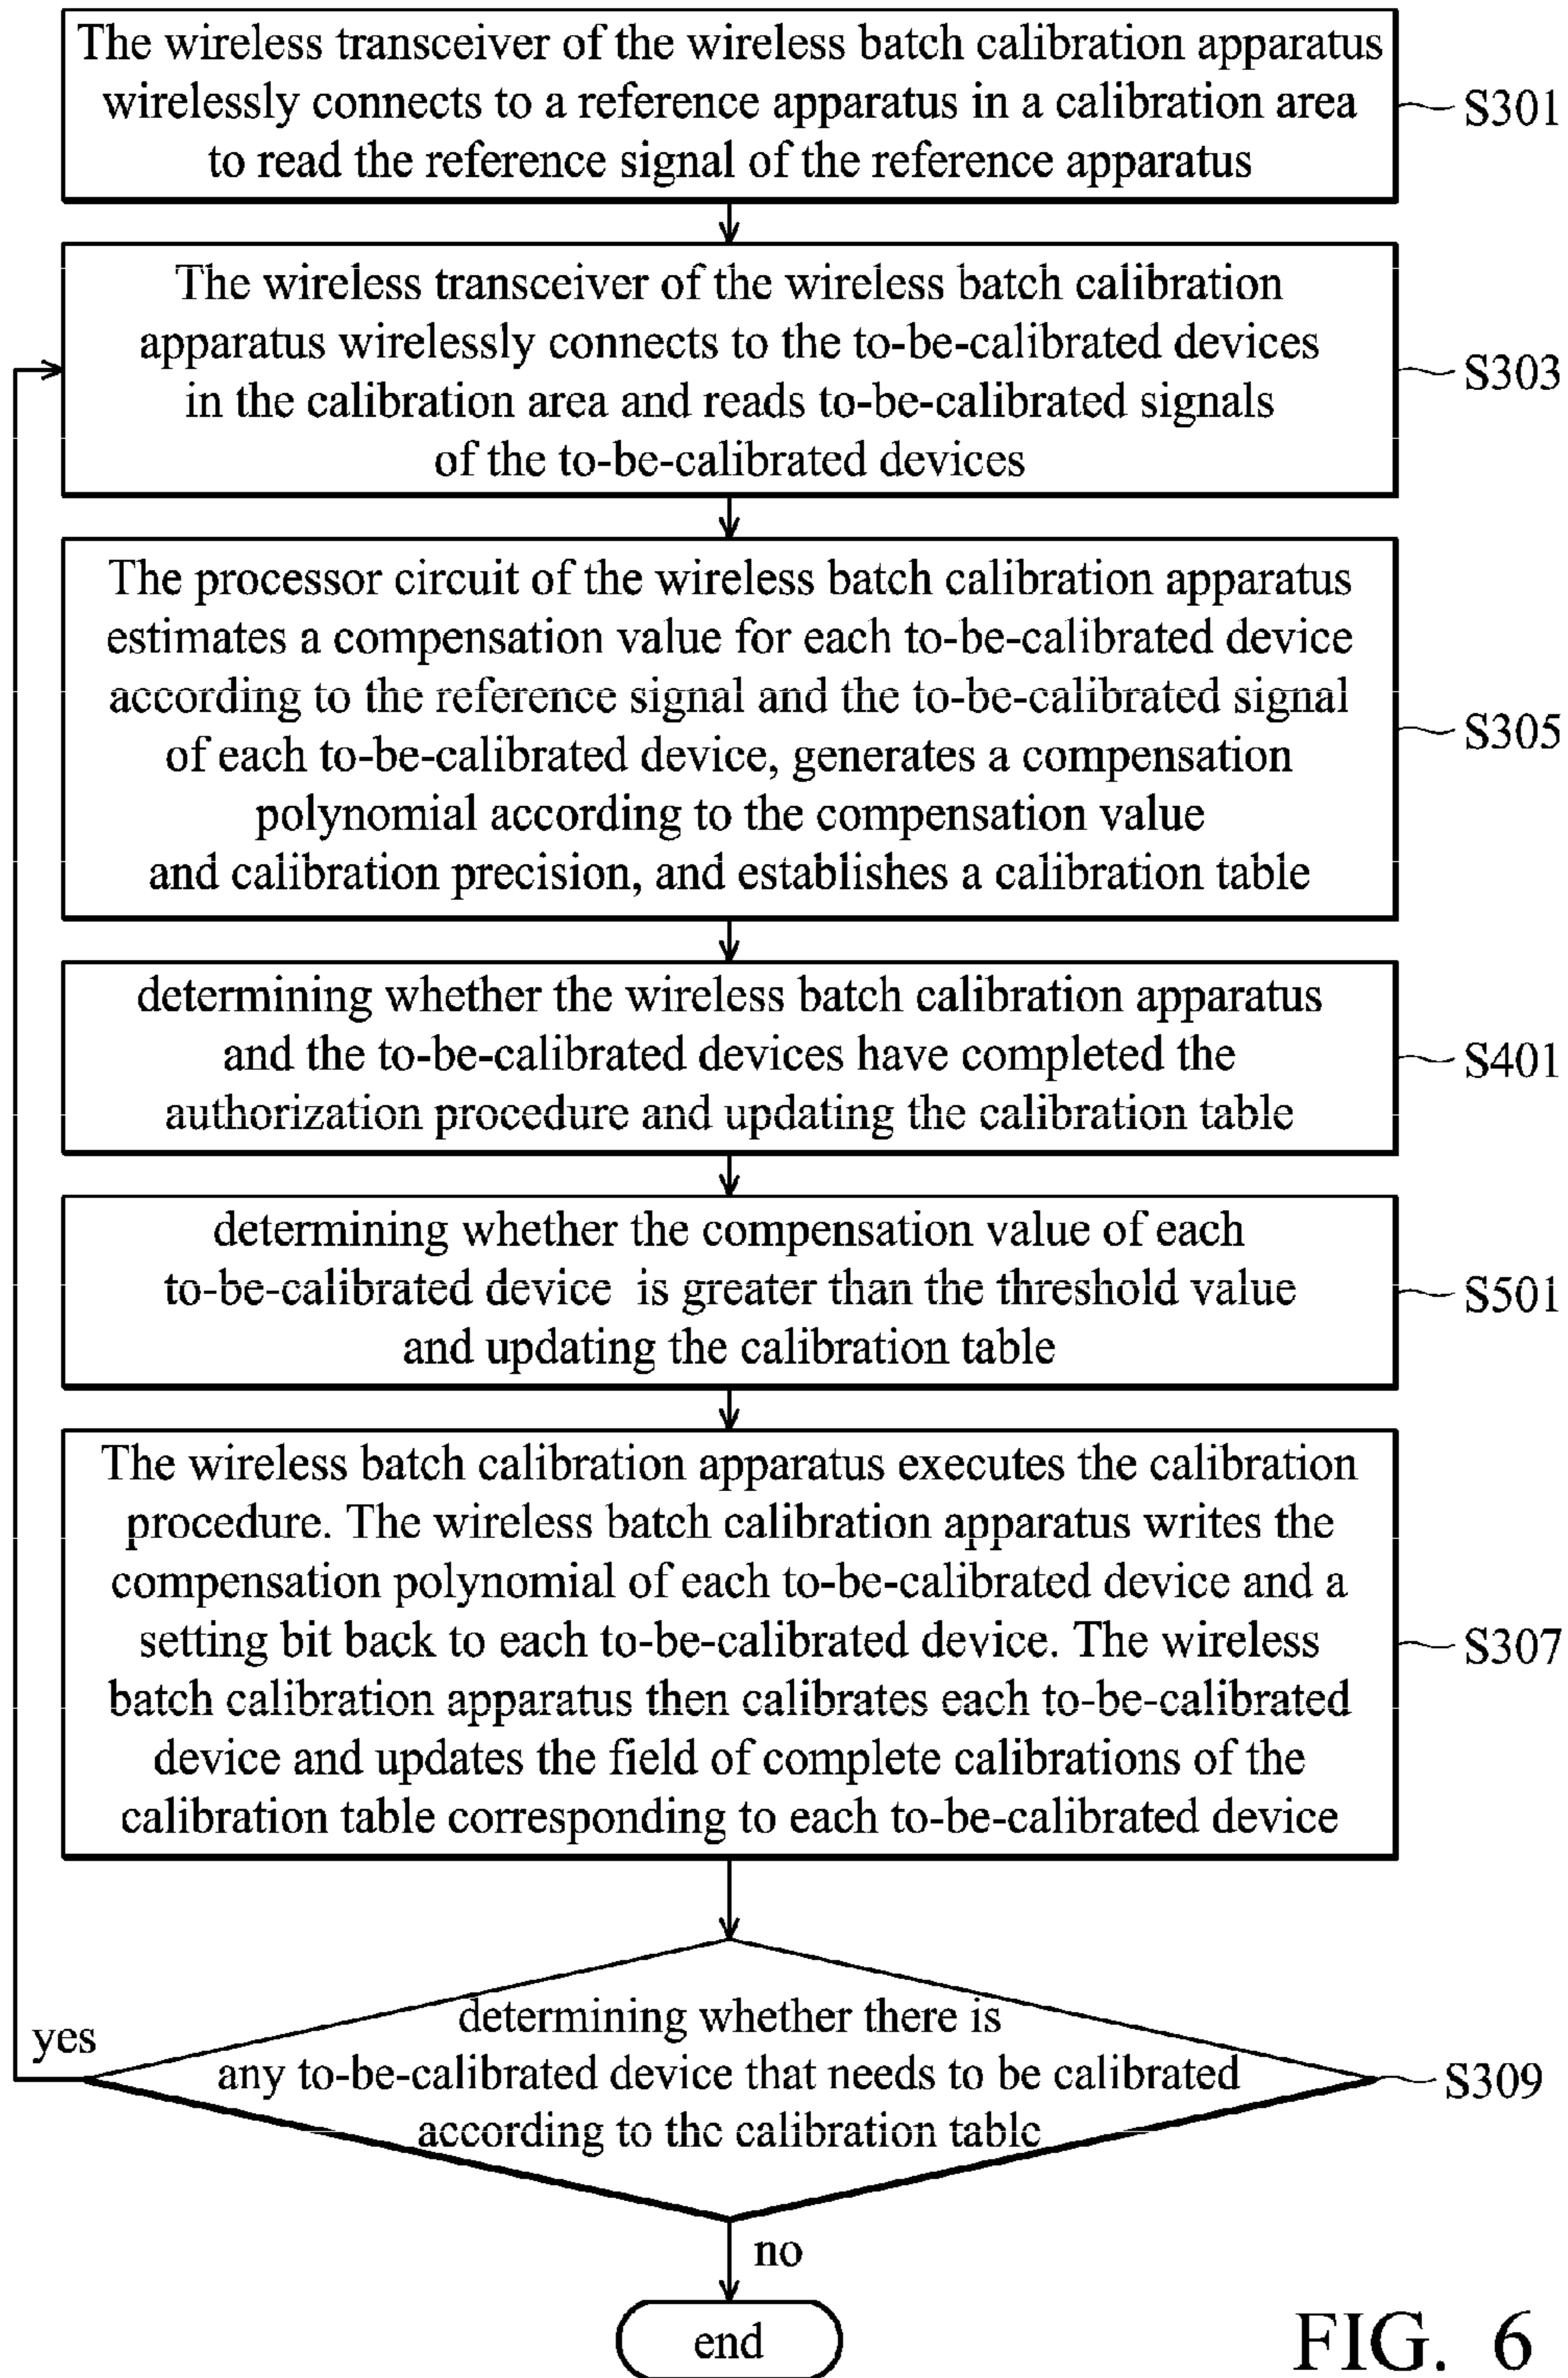 The wireless transceiver of the wireless batch calibration apparatus
wirelessly connects to a reference apparatus in a calibration area
to read the reference signal of the reference apparatus
S301
The wireless transceiver of the wireless batch calibration
apparatus wirelessly connects to the to-be-calibrated devices
in the calibration area and reads to-be-calibrated signals
of the to-be-calibrated devices
S303
The processor circuit of the wireless batch calibration apparatus
estimates a compensation value for each to-be-calibrated device
according to the reference signal and the to-be-calibrated signal
of each to-be-calibrated device, generates a compensation
polynomial according to the compensation value
and calibration precision, and establishes a calibration table
S305
determining whether the wireless batch calibration apparatus
and the to-be-calibrated devices have completed the
authorization procedure and updating the calibration table
S401
determining whether the compensation value of each
to-be-calibrated device is greater than the threshold value
and updating the calibration table
S501
The wireless batch calibration apparatus executes the calibration
procedure. The wireless batch calibration apparatus writes the
compensation polynomial of each to-be-calibrated device and a
setting bit back to each to-be-calibrated device. The wireless
batch calibration apparatus then calibrates each to-be-calibrated
device and updates the field of complete calibrations of the
calibration table corresponding to each to-be-calibrated device
S307
yes
determining whether there is
any to-be-calibrated device that needs to be calibrated
according to the calibration table
S309
no
end
FIG. 6